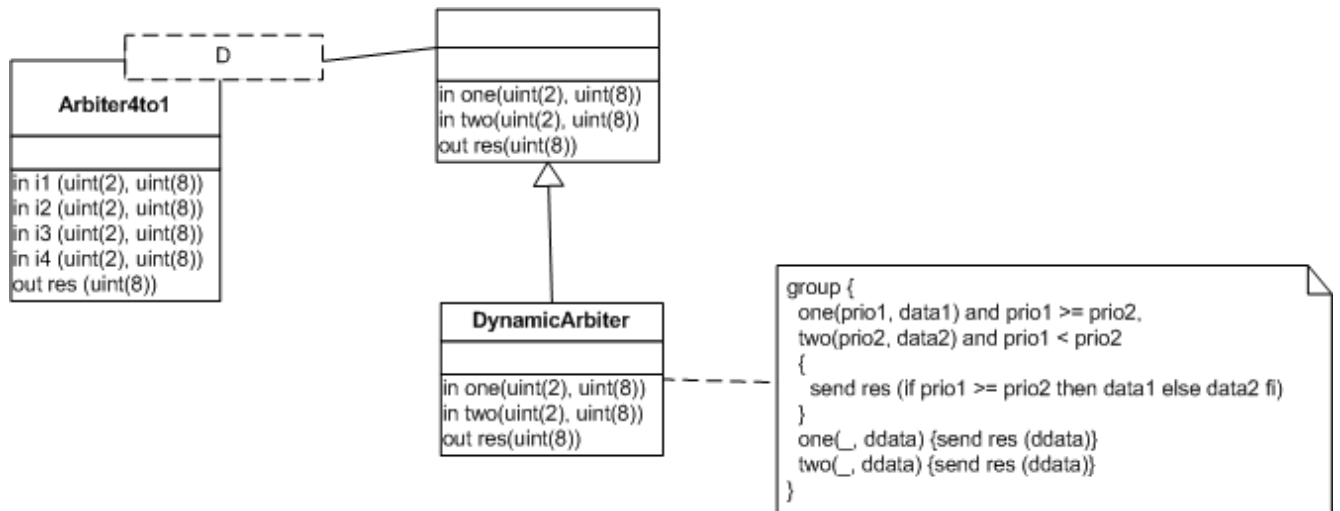 D
Arbiter4to1
in i1 (uint(2), uint(8))
in i2 (uint(2), uint(8))
in i3 (uint(2), uint(8))
in i4 (uint(2), uint(8))
out res (uint(8))
in one(uint(2), uint(8))
in two(uint(2), uint(8))
out res(uint(8))
DynamicArbiter
in one(uint(2), uint(8))
in two(uint(2), uint(8))
out res(uint(8))
group {
one(prio1, data1) and prio1 >= prio2,
two(prio2, data2) and prio1 < prio2
{
send res (if prio1 >= prio2 then data1 else data2 fi)
}
one(_, ddata) {send res (ddata)}
two(_, ddata) {send res (ddata)}
}